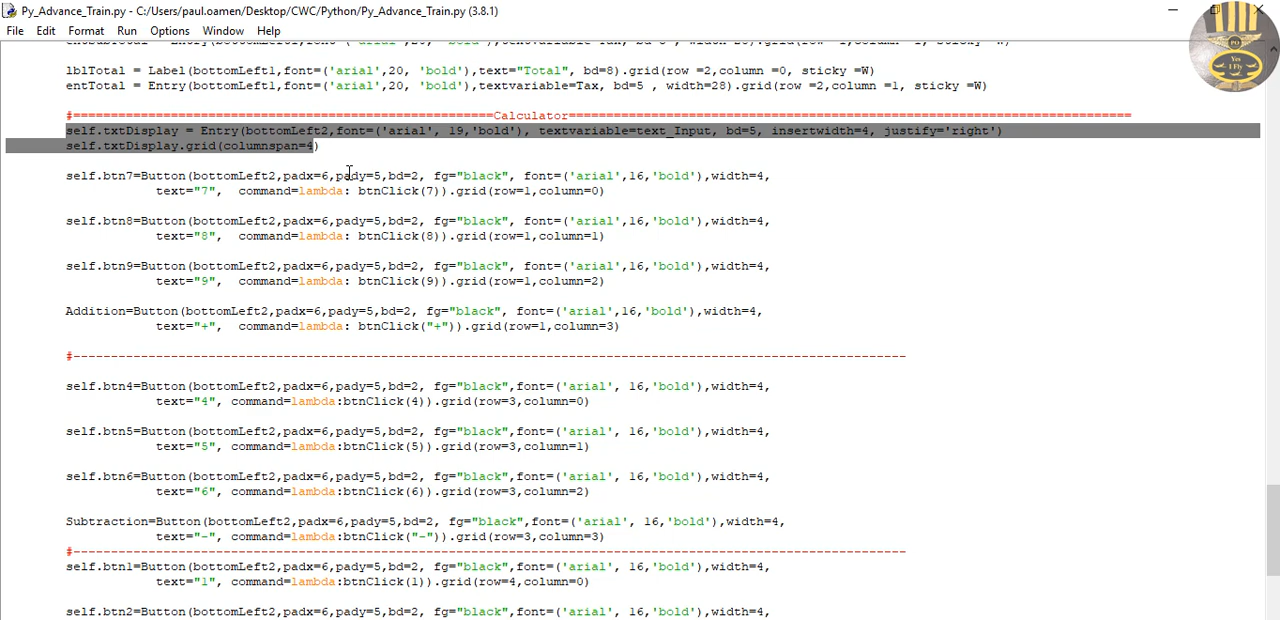 Py_Advance_Train.py - C:/Users/paul.oamen/Desktop/CWC/Python/Py_Advance_Train.py (3.8.1)
File Edit Format Run Options Window Help
lblTotal = Label(bottomLeft1,font=('arial',20, 'bold'),text="Total", bd=8).grid(row =2,column =0, sticky =W)
entTotal = Entry(bottomLeft1,font=('arial',20, 'bold'),textvariable=Tax, bd=5 , width=28).grid(row =2,column =1, sticky =W)
#========================================================Calculator===========================================================================
self.txtDisplay = Entry(bottomLeft2,font=('arial', 19,'bold'), textvariable=text_Input, bd=5, insertwidth=4, justify='right')
self.txtDisplay.grid(columnspan=4)
self.btn7=Button(bottomLeft2,padx=6,pady=5,bd=2, fg="black", font=('arial',16,'bold'),width=4,
text="7", command=lambda: btnClick(7)).grid(row=1,column=0)
self.btn8=Button(bottomLeft2,padx=6,pady=5,bd=2, fg="black", font=('arial',16,'bold'),width=4,
text="8", command=lambda: btnClick(8)).grid(row=1,column=1)
self.btn9=Button(bottomLeft2,padx=6,pady=5,bd=2, fg="black", font=('arial',16,'bold'),width=4,
text="9", command=lambda: btnClick(9)).grid(row=1,column=2)
Addition=Button(bottomLeft2,padx=6,pady=5,bd=2, fg="black", font=('arial',16,'bold'),width=4,
text="+", command=lambda: btnClick("+")).grid(row=1,column=3)
#---------------------------------------------------------------------------------------------------------------
self.btn4=Button(bottomLeft2,padx=6,pady=5,bd=2, fg="black",font=('arial', 16,'bold'),width=4,
text="4", command=lambda:btnClick(4)).grid(row=3,column=0)
self.btn5=Button(bottomLeft2,padx=6,pady=5,bd=2, fg="black",font=('arial', 16,'bold'),width=4,
text="5", command=lambda:btnClick(5)).grid(row=3,column=1)
self.btn6=Button(bottomLeft2,padx=6,pady=5,bd=2, fg="black",font=('arial', 16,'bold'),width=4,
text="6", command=lambda:btnClick(6)).grid(row=3,column=2)
Subtraction=Button(bottomLeft2,padx=6,pady=5,bd=2, fg="black",font=('arial', 16,'bold'),width=4,
text="-", command=lambda:btnClick("-")).grid(row=3,column=3)
#---------------------------------------------------------------------------------------------------------------
self.btn1=Button(bottomLeft2,padx=6,pady=5,bd=2, fg="black",font=('arial', 16,'bold'),width=4,
text="1", command=lambda:btnClick(1)).grid(row=4,column=0)
self.btn2=Button(bottomLeft2,padx=6,pady=5,bd=2, fg="black",font=('arial', 16,'bold'),width=4,
PO
Yes
I Fly